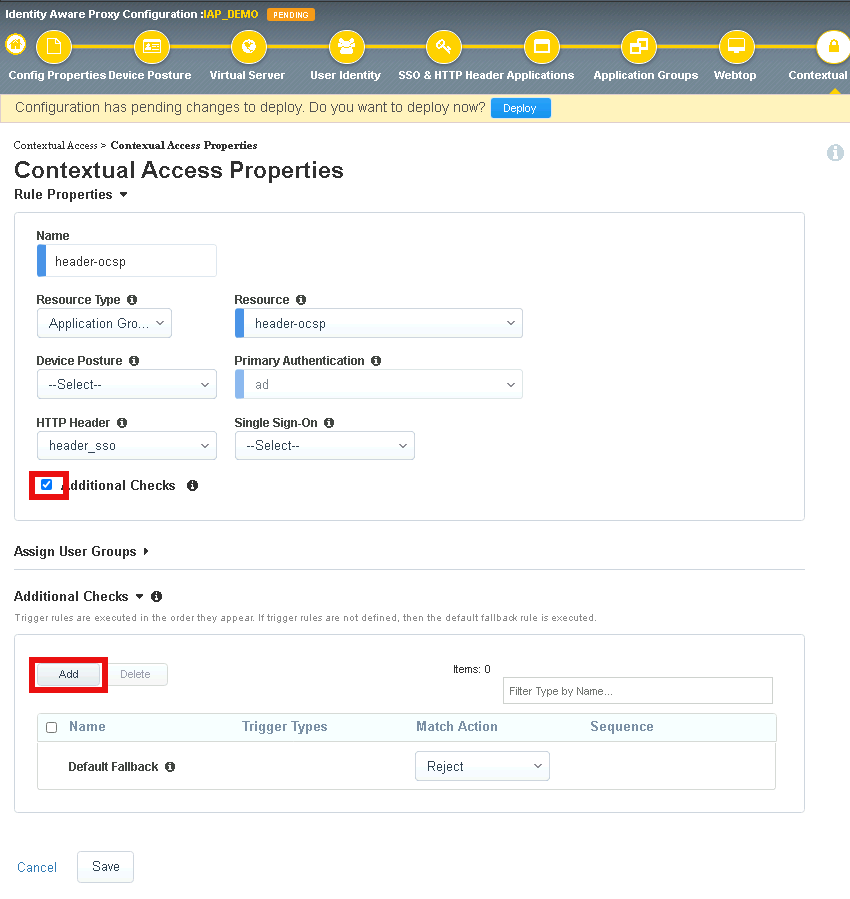 Identity Aware Proxy Configuration :IAP_DEMO PENDING
Config Properties Device Posture Virtual Server User Identity SSO & HTTP Header Applications Application Groups Webtop Contextual
Configuration has pending changes to deploy. Do you want to deploy now? Deploy
Contextual Access > Contexual Access Properties
Contextual Access Properties
Rule Properties
Name
header-ocsp
Resource Type Resource
Application Gro... header-ocsp
Device Posture Primary Authentication
--Select-- ad
HTTP Header Single Sign-On
header_sso --Select--
Additional Checks
Assign User Groups
Additional Checks
Trigger rules are executed in the order they appear. If trigger rules are not defined, then the default fallback rule is executed.
Add Delete Items: 0
Filter Type by Name...
Name Trigger Types Match Action Sequence
Default Fallback Reject
Cancel Save